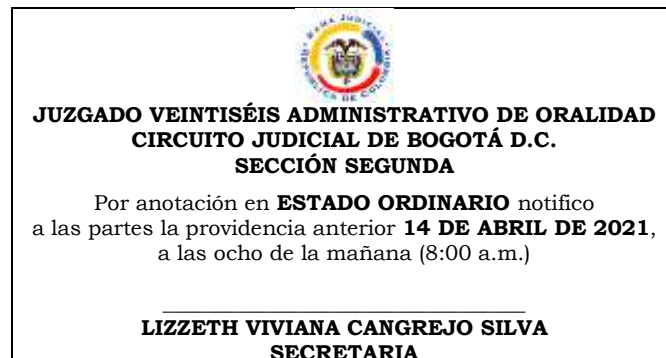 JUZGADO VEINTISÉIS ADMINISTRATIVO DE ORALIDAD
CIRCUITO JUDICIAL DE BOGOTÁ D.C.
SECCIÓN SEGUNDA
Por anotación en ESTADO ORDINARIO notifico
a las partes la providencia anterior 14 DE ABRIL DE 2021,
a las ocho de la mañana (8:00 a.m.)
LIZZETH VIVIANA CANGREJO SILVA
SECRETARIA